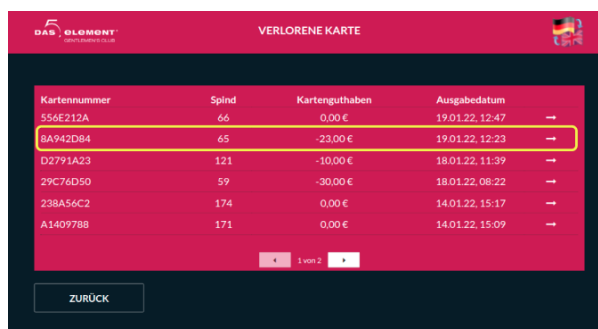 DAS 5 ELEMENT
GENTLEMEN'S CLUB
VERLORENE KARTE
Kartennummer Spind Kartenguthaben Ausgabedatum
556E212A 66 0,00 € 19.01.22, 12:47 →
8A942D84 65 -23,00 € 19.01.22, 12:23 →
D2791A23 121 -10,00 € 18.01.22, 11:39 →
29C76D50 59 -30,00 € 18.01.22, 08:22 →
238A56C2 174 0,00 € 14.01.22, 15:17 →
A1409788 171 0,00 € 14.01.22, 15:09 →
1 von 2
ZURÜCK